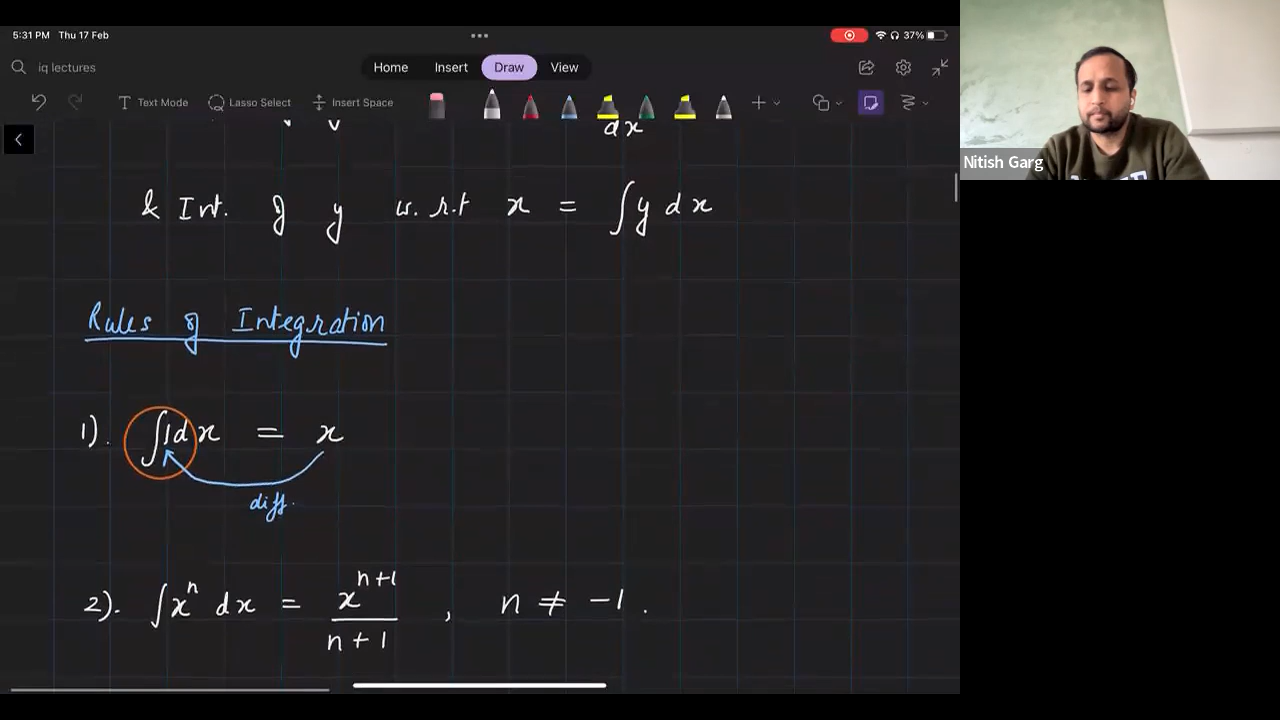 5:31 PM Thu 17 Feb
37%
iq lectures
Home Insert Draw View
Text Mode Lasso Select Insert Space
dx
& Int. of y w.r.t x = ∫y dx
Rules of Integration
1). ∫1dx = x
diff.
2). ∫xⁿ dx = xⁿ⁺¹/n+1 , n ≠ -1.
Nitish Garg